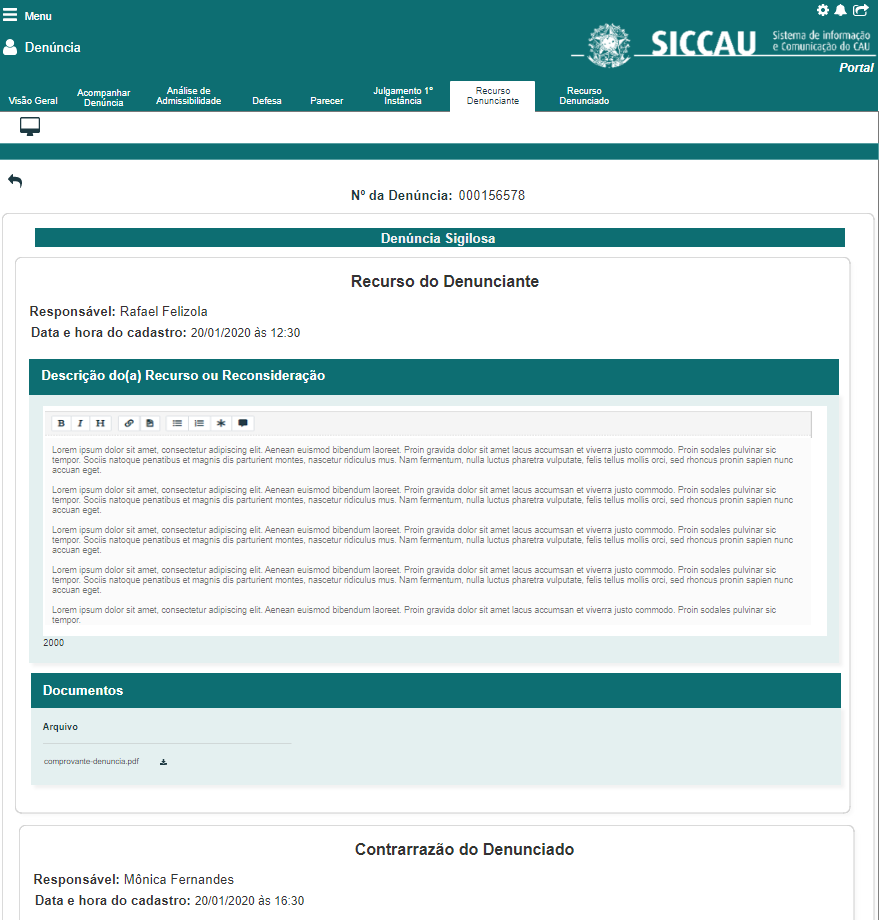 Menu
Denúncia
SICCAU
Sistema de informação
e Comunicação do CAU
Portal
Visão Geral
Acompanhar
Denúncia
Análise de
Admissibilidade
Defesa
Parecer
Julgamento 1º
Instância
Recurso
Denunciante
Recurso
Denunciado
Nº da Denúncia: 000156578
Denúncia Sigilosa
Recurso do Denunciante
Responsável: Rafael Felizola
Data e hora do cadastro: 20/01/2020 às 12:30
Descrição do(a) Recurso ou Reconsideração
B I H
Lorem ipsum dolor sit amet, consectetur adipiscing elit. Aenean euismod bibendum laoreet. Proin gravida dolor sit amet lacus accumsan et viverra justo commodo. Proin sodales pulvinar sic
tempor. Sociis natoque penatibus et magnis dis parturient montes, nascetur ridiculus mus. Nam fermentum, nulla luctus pharetra vulputate, felis tellus mollis orci, sed rhoncus pronin sapien nunc
accuan eget.
Lorem ipsum dolor sit amet, consectetur adipiscing elit. Aenean euismod bibendum laoreet. Proin gravida dolor sit amet lacus accumsan et viverra justo commodo. Proin sodales pulvinar sic
tempor. Sociis natoque penatibus et magnis dis parturient montes, nascetur ridiculus mus. Nam fermentum, nulla luctus pharetra vulputate, felis tellus mollis orci, sed rhoncus pronin sapien nunc
accuan eget.
Lorem ipsum dolor sit amet, consectetur adipiscing elit. Aenean euismod bibendum laoreet. Proin gravida dolor sit amet lacus accumsan et viverra justo commodo. Proin sodales pulvinar sic
tempor. Sociis natoque penatibus et magnis dis parturient montes, nascetur ridiculus mus. Nam fermentum, nulla luctus pharetra vulputate, felis tellus mollis orci, sed rhoncus pronin sapien nunc
accuan eget.
Lorem ipsum dolor sit amet, consectetur adipiscing elit. Aenean euismod bibendum laoreet. Proin gravida dolor sit amet lacus accumsan et viverra justo commodo. Proin sodales pulvinar sic
tempor. Sociis natoque penatibus et magnis dis parturient montes, nascetur ridiculus mus. Nam fermentum, nulla luctus pharetra vulputate, felis tellus mollis orci, sed rhoncus pronin sapien nunc
accuan eget.
Lorem ipsum dolor sit amet, consectetur adipiscing elit. Aenean euismod bibendum laoreet. Proin gravida dolor sit amet lacus accumsan et viverra justo commodo. Proin sodales pulvinar sic
tempor.
2000
Documentos
Arquivo
comprovante-denuncia.pdf
Contrarrazão do Denunciado
Responsável: Mônica Fernandes
Data e hora do cadastro: 20/01/2020 às 16:30